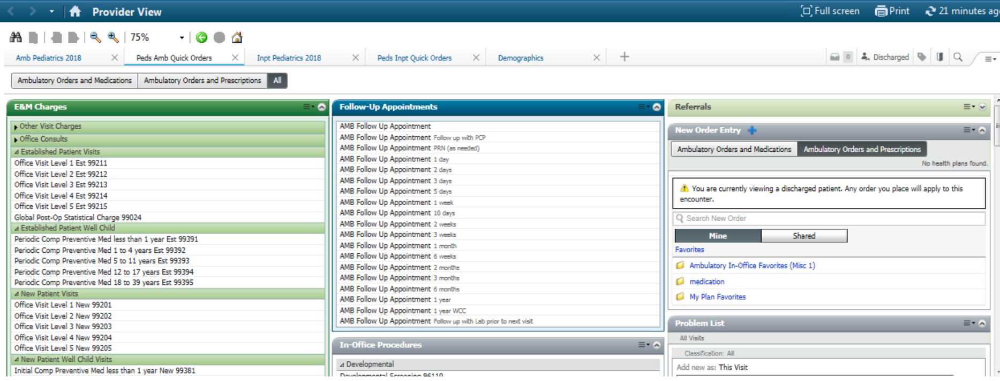 Provider View
Full screen
Print
21 minutes ago
75%
Amb Pediatrics 2018
Peds Amb Quick Orders
Inpt Pediatrics 2018
Peds Inpt Quick Orders
Demographics
0
Discharged
Ambulatory Orders and Medications
Ambulatory Orders and Prescriptions
All
E&M Charges
Other Visit Charges
Office Consults
Established Patient Visits
Office Visit Level 1 Est 99211
Office Visit Level 2 Est 99212
Office Visit Level 3 Est 99213
Office Visit Level 4 Est 99214
Office Visit Level 5 Est 99215
Global Post-Op Statistical Charge 99024
Established Patient Well Child
Periodic Comp Preventive Med less than 1 year Est 99391
Periodic Comp Preventive Med 1 to 4 years Est 99392
Periodic Comp Preventive Med 5 to 11 years Est 99393
Periodic Comp Preventive Med 12 to 17 years Est 99394
Periodic Comp Preventive Med 18 to 39 years Est 99395
New Patient Visits
Office Visit Level 1 New 99201
Office Visit Level 2 New 99202
Office Visit Level 3 New 99203
Office Visit Level 4 New 99204
Office Visit Level 5 New 99205
New Patient Well Child Visits
Initial Comp Preventive Med less than 1 year New 99381
Follow-Up Appointments
AMB Follow Up Appointment
AMB Follow Up Appointment Follow up with PCP
AMB Follow Up Appointment PRN (as needed)
AMB Follow Up Appointment 1 day
AMB Follow Up Appointment 2 days
AMB Follow Up Appointment 3 days
AMB Follow Up Appointment 5 days
AMB Follow Up Appointment 1 week
AMB Follow Up Appointment 10 days
AMB Follow Up Appointment 2 weeks
AMB Follow Up Appointment 3 weeks
AMB Follow Up Appointment 1 month
AMB Follow Up Appointment 6 weeks
AMB Follow Up Appointment 2 months
AMB Follow Up Appointment 3 months
AMB Follow Up Appointment 6 months
AMB Follow Up Appointment 1 year
AMB Follow Up Appointment 1 year WCC
AMB Follow Up Appointment Follow up with Lab prior to next visit
In-Office Procedures
Developmental
Developmental Screening 96110
Referrals
New Order Entry
Ambulatory Orders and Medications
Ambulatory Orders and Prescriptions
No health plans found.
You are currently viewing a discharged patient. Any order you place will apply to this
encounter.
Search New Order
Mine
Shared
Favorites
Ambulatory In-Office Favorites (Misc 1)
medication
My Plan Favorites
Problem List
All Visits
Classification: All
Add new as: This Visit